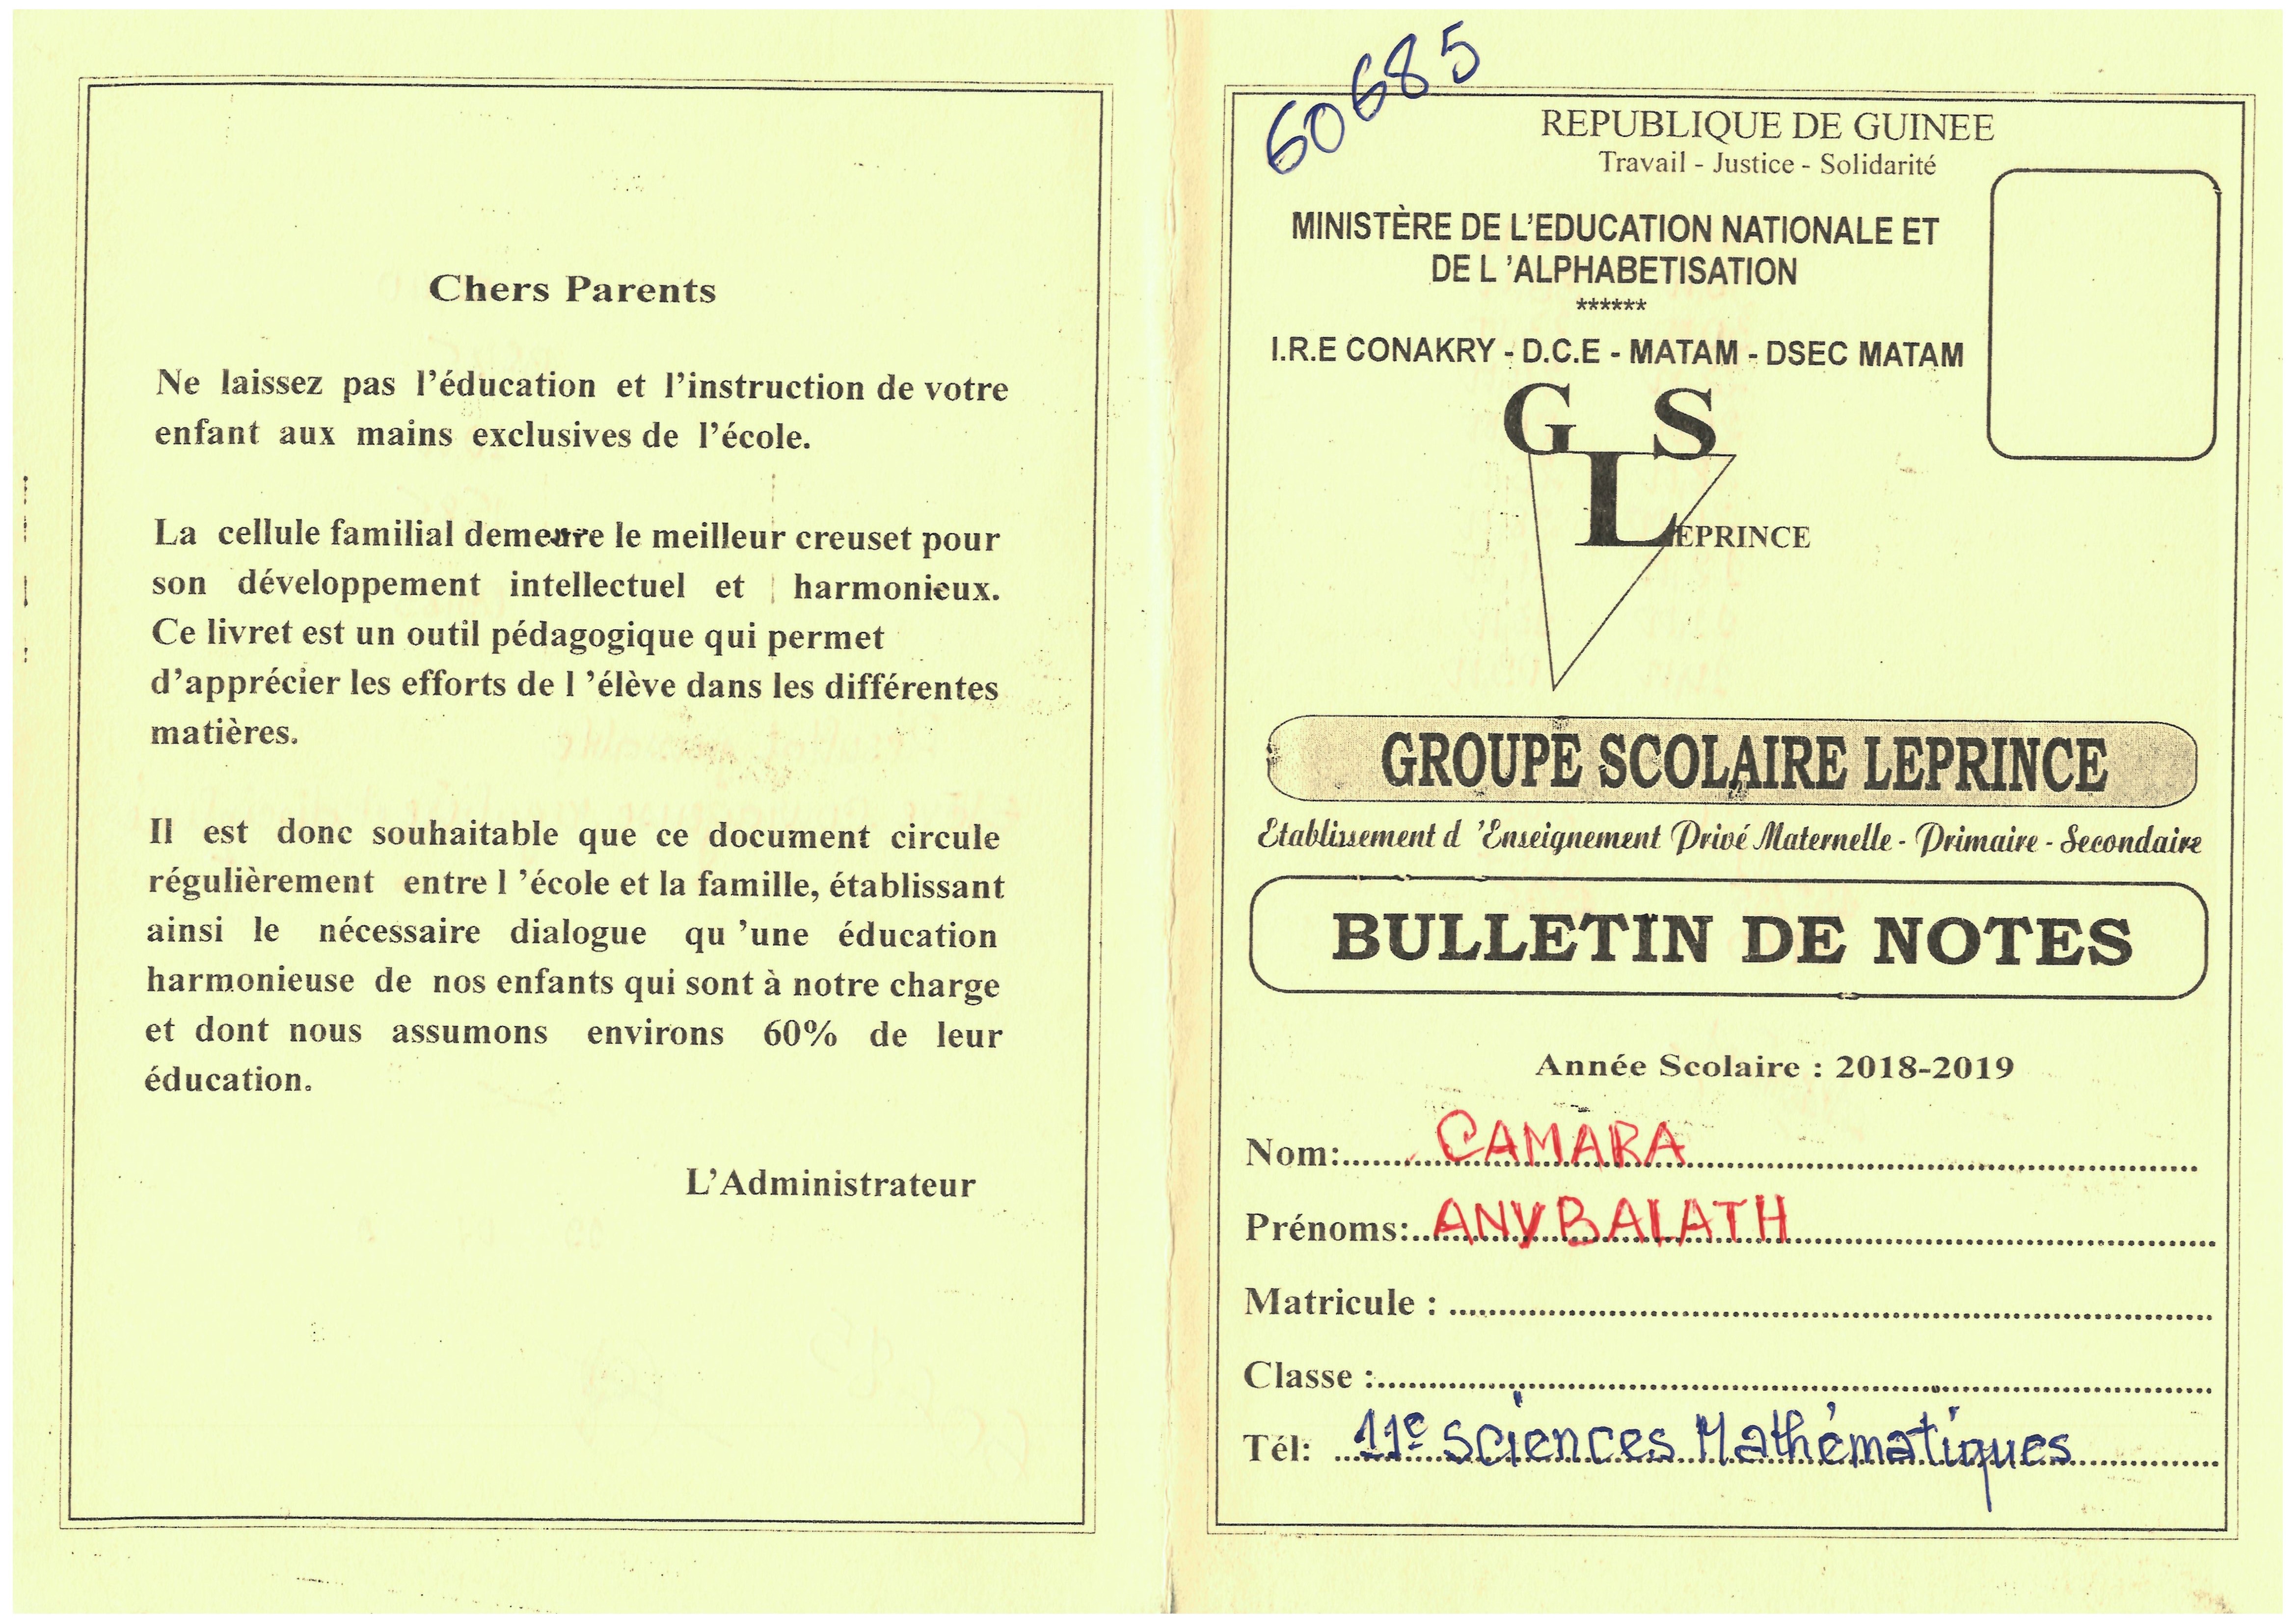 Chers Parents
Ne laissez pas l'éducation et l'instruction de votre
enfant aux mains exclusives de l'école.
La cellule familial demeure le meilleur creuset pour
son développement intellectuel et harmonieux.
Ce livret est un outil pédagogique qui permet
d'apprécier les efforts de l 'élève dans les différentes
matières.
Il est donc souhaitable que ce document circule
régulièrement entre l 'école et la famille, établissant
ainsi le nécessaire dialogue qu 'une éducation
harmonieuse de nos enfants qui sont à notre charge
et dont nous assumons environs 60% de leur
éducation.
L'Administrateur
60685
REPUBLIQUE DE GUINEE
Travail - Justice - Solidarité
MINISTÈRE DE L'EDUCATION NATIONALE ET
DE L 'ALPHABETISATION
******
I.R.E CONAKRY - D.C.E - MATAM - DSEC MATAM
G S
LEPRINCE
GROUPE SCOLAIRE LEPRINCE
Etablissement d 'Enseignement Privé Maternelle - Primaire - Secondaire
BULLETIN DE NOTES
Année Scolaire : 2018-2019
Nom: CAMARA
Prénoms: ANY BALATH
Matricule :
Classe :
Tél: 11e Sciences Mathématiques